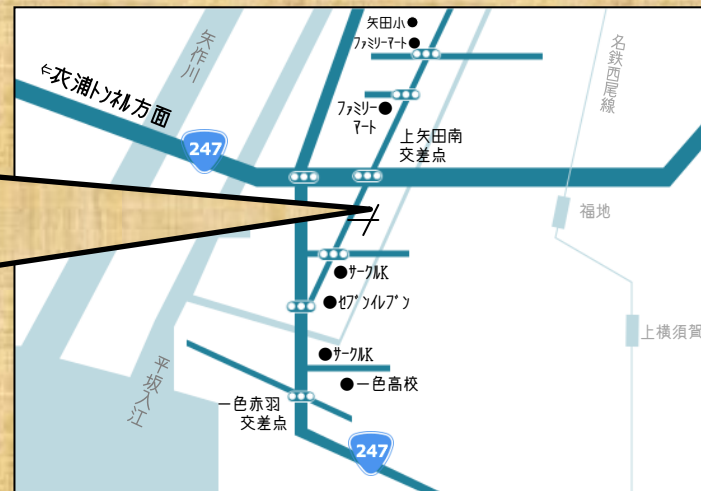 矢田小
ファミリーマート
矢作川
名鉄西尾線
←衣浦トンネル方面
ファミリー
マート
上矢田南
交差点
247
福地
サークルK
セブンイレブン
上横須賀
サークルK
平坂入江
一色高校
一色赤羽
交差点
247